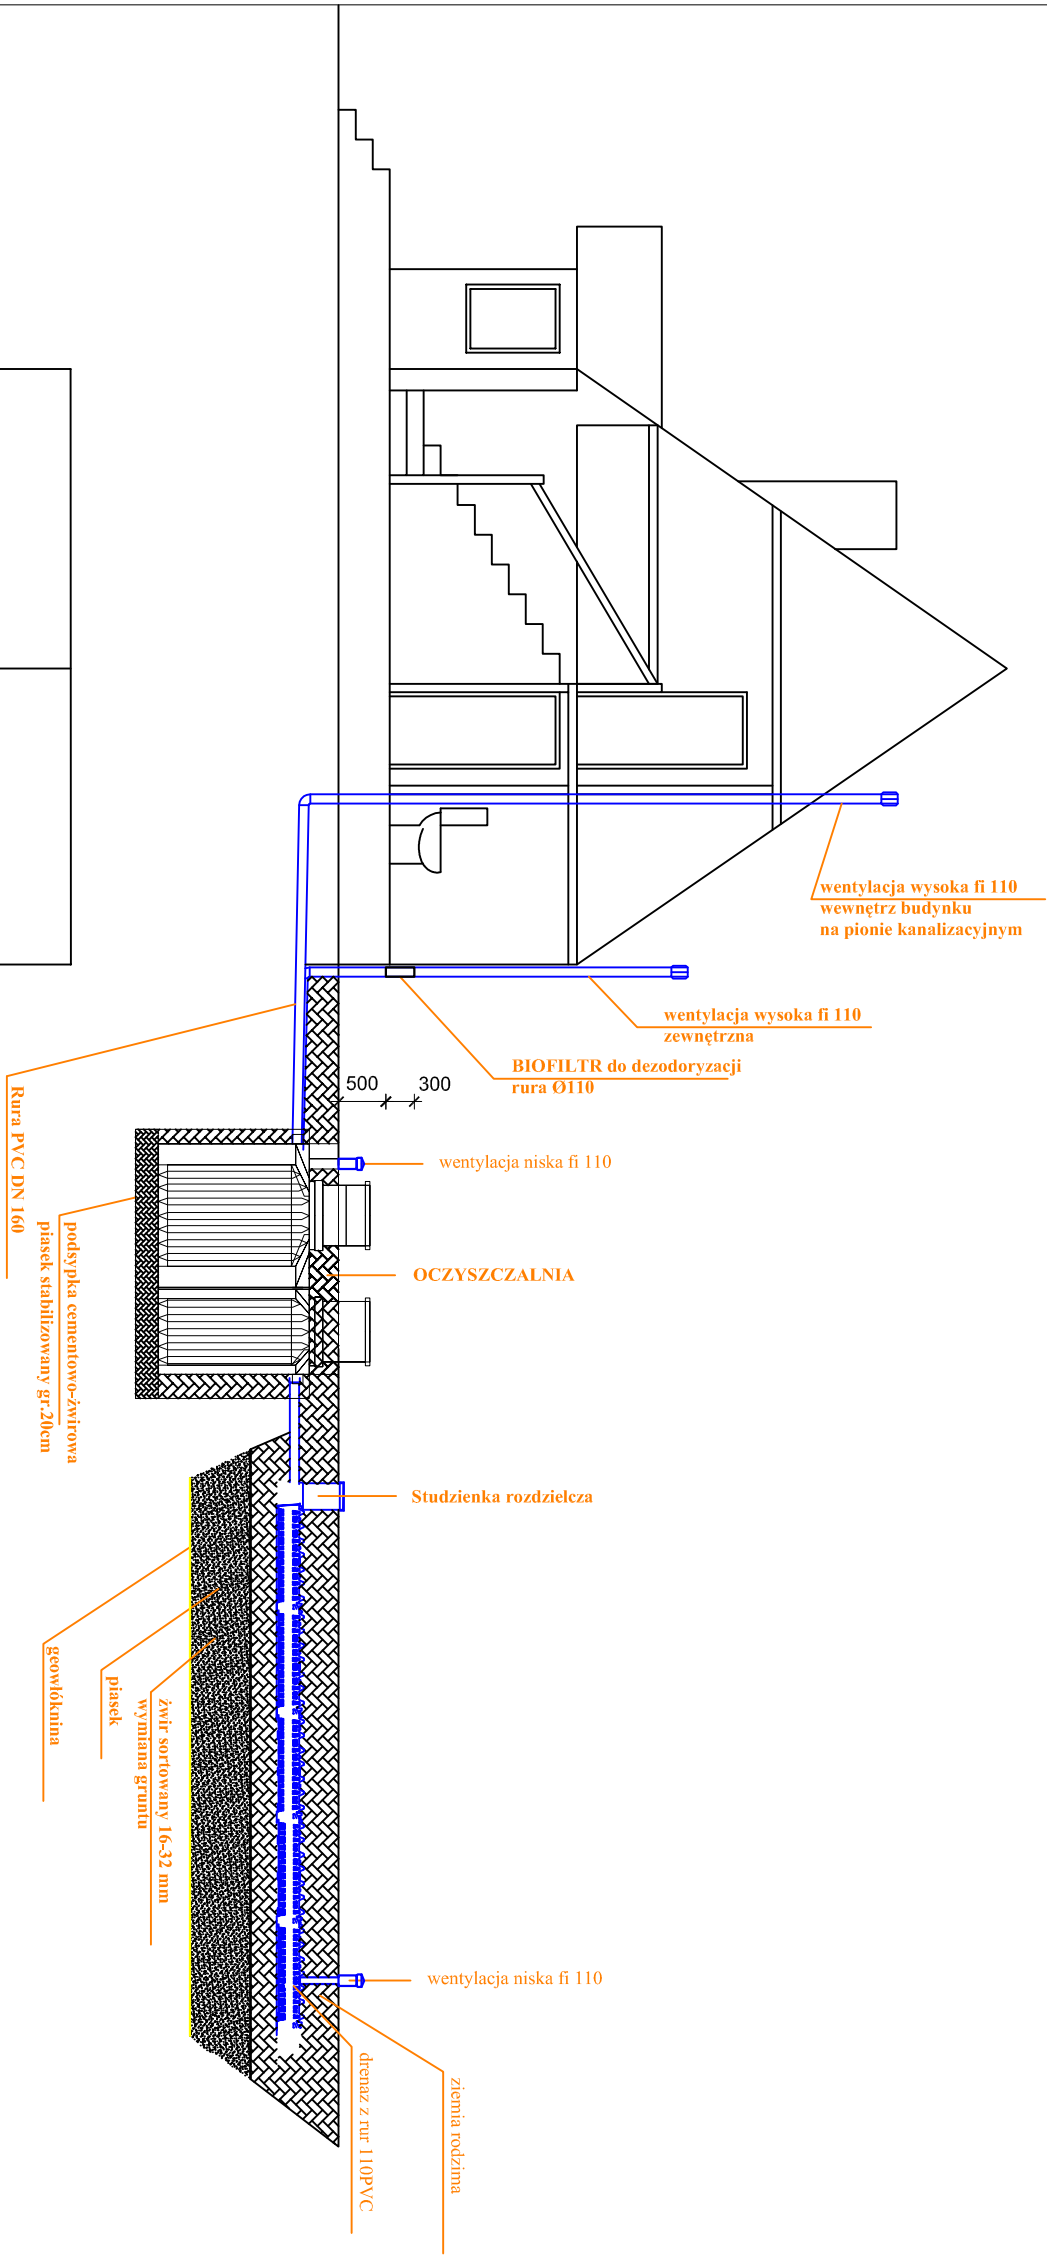 wentylacja wysoka fi 110
wewnętrz budynku
na pionie kanalizacyjnym
wentylacja wysoka fi 110
zewnętrzna
BIOFILTR do dezodoryzacji
rura Ø110
500
300
Rura PVC DN 160
wentylacja niska fi 110
podsypka cementowo-żwirowa
piasek stabilizowany gr.20cm
OCZYSZCZALNIA
Studzienka rozdzielcza
geowłóknina
piasek
żwir sortowany 16-32 mm
wymiana gruntu
wentylacja niska fi 110
drenaz z rur 110PVC
ziemia rodzima